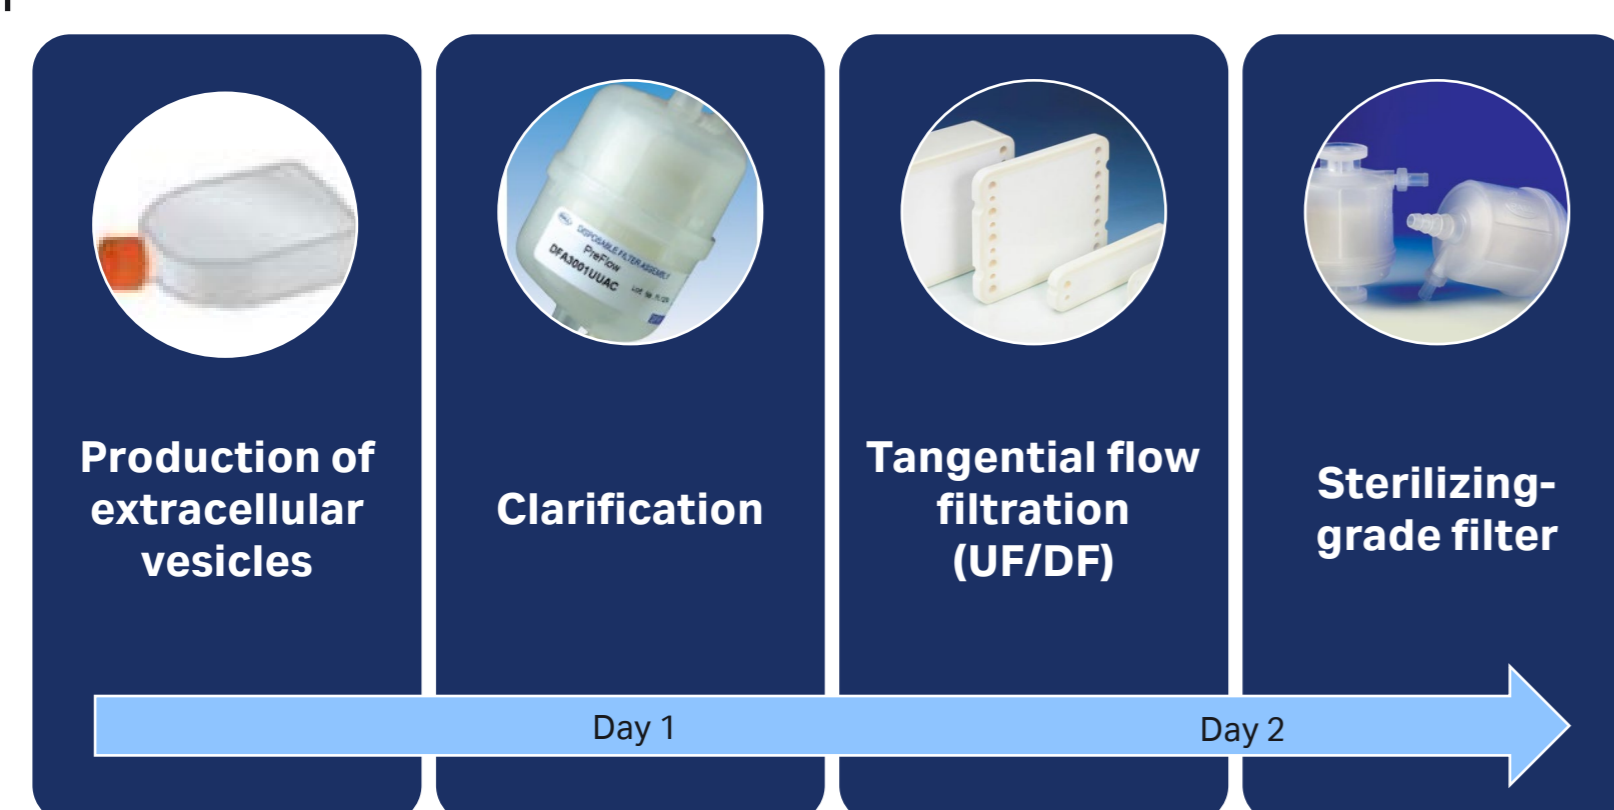 DISPOSABLE FILTER ASSEMBLY
PreFlow
DFA3001UUAC
Production of
extracellular
vesicles
Clarification
Tangential flow
filtration
(UF/DF)
Sterilizing-
grade filter
Day 1
Day 2